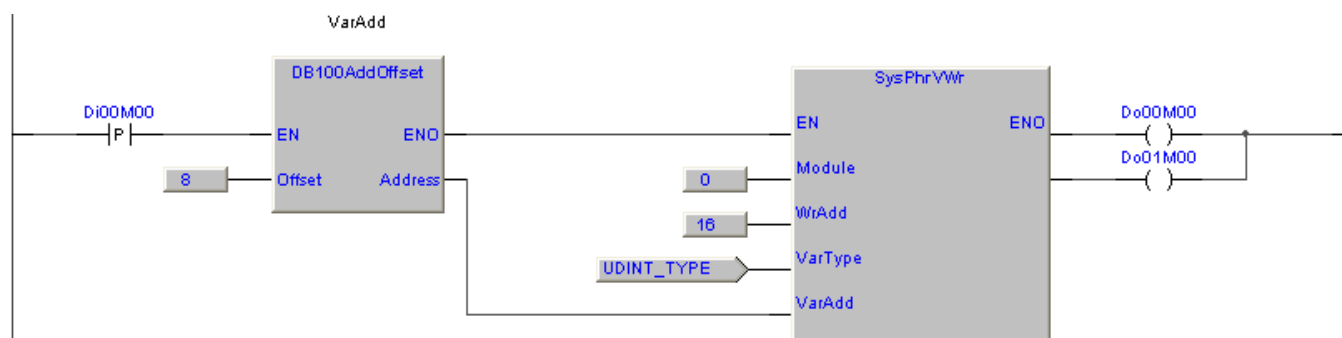 VarAdd
DB100AddOffset
SysPhrVWr
Di00M00
Do00M00
P
EN ENO
EN ENO
Do01M00
8
Offset Address
0
Module
16
WrAdd
UDINT_TYPE
VarType
VarAdd